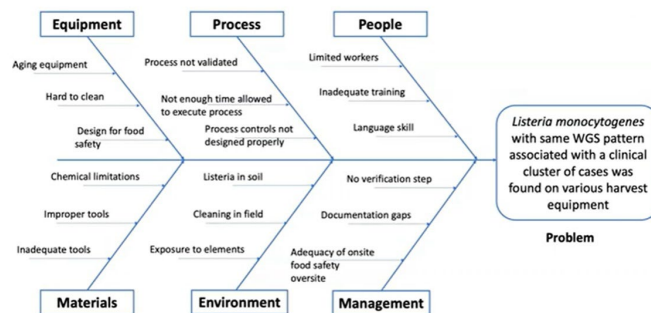 Equipment
Process
People
Aging equipment
Hard to clean
Design for food
safety
Process not validated
Not enough time allowed
to execute process
Process controls not
designed properly
Limited workers
Inadequate training
Language skill
Listeria monocytogenes
with same WGS pattern
associated with a clinical
cluster of cases was
found on various harvest
equipment
Problem
Chemical limitations
Improper tools
Inadequate tools
Listeria in soil
Cleaning in field
Exposure to elements
No verification step
Documentation gaps
Adequacy of onsite
food safety
oversite
Materials
Environment
Management